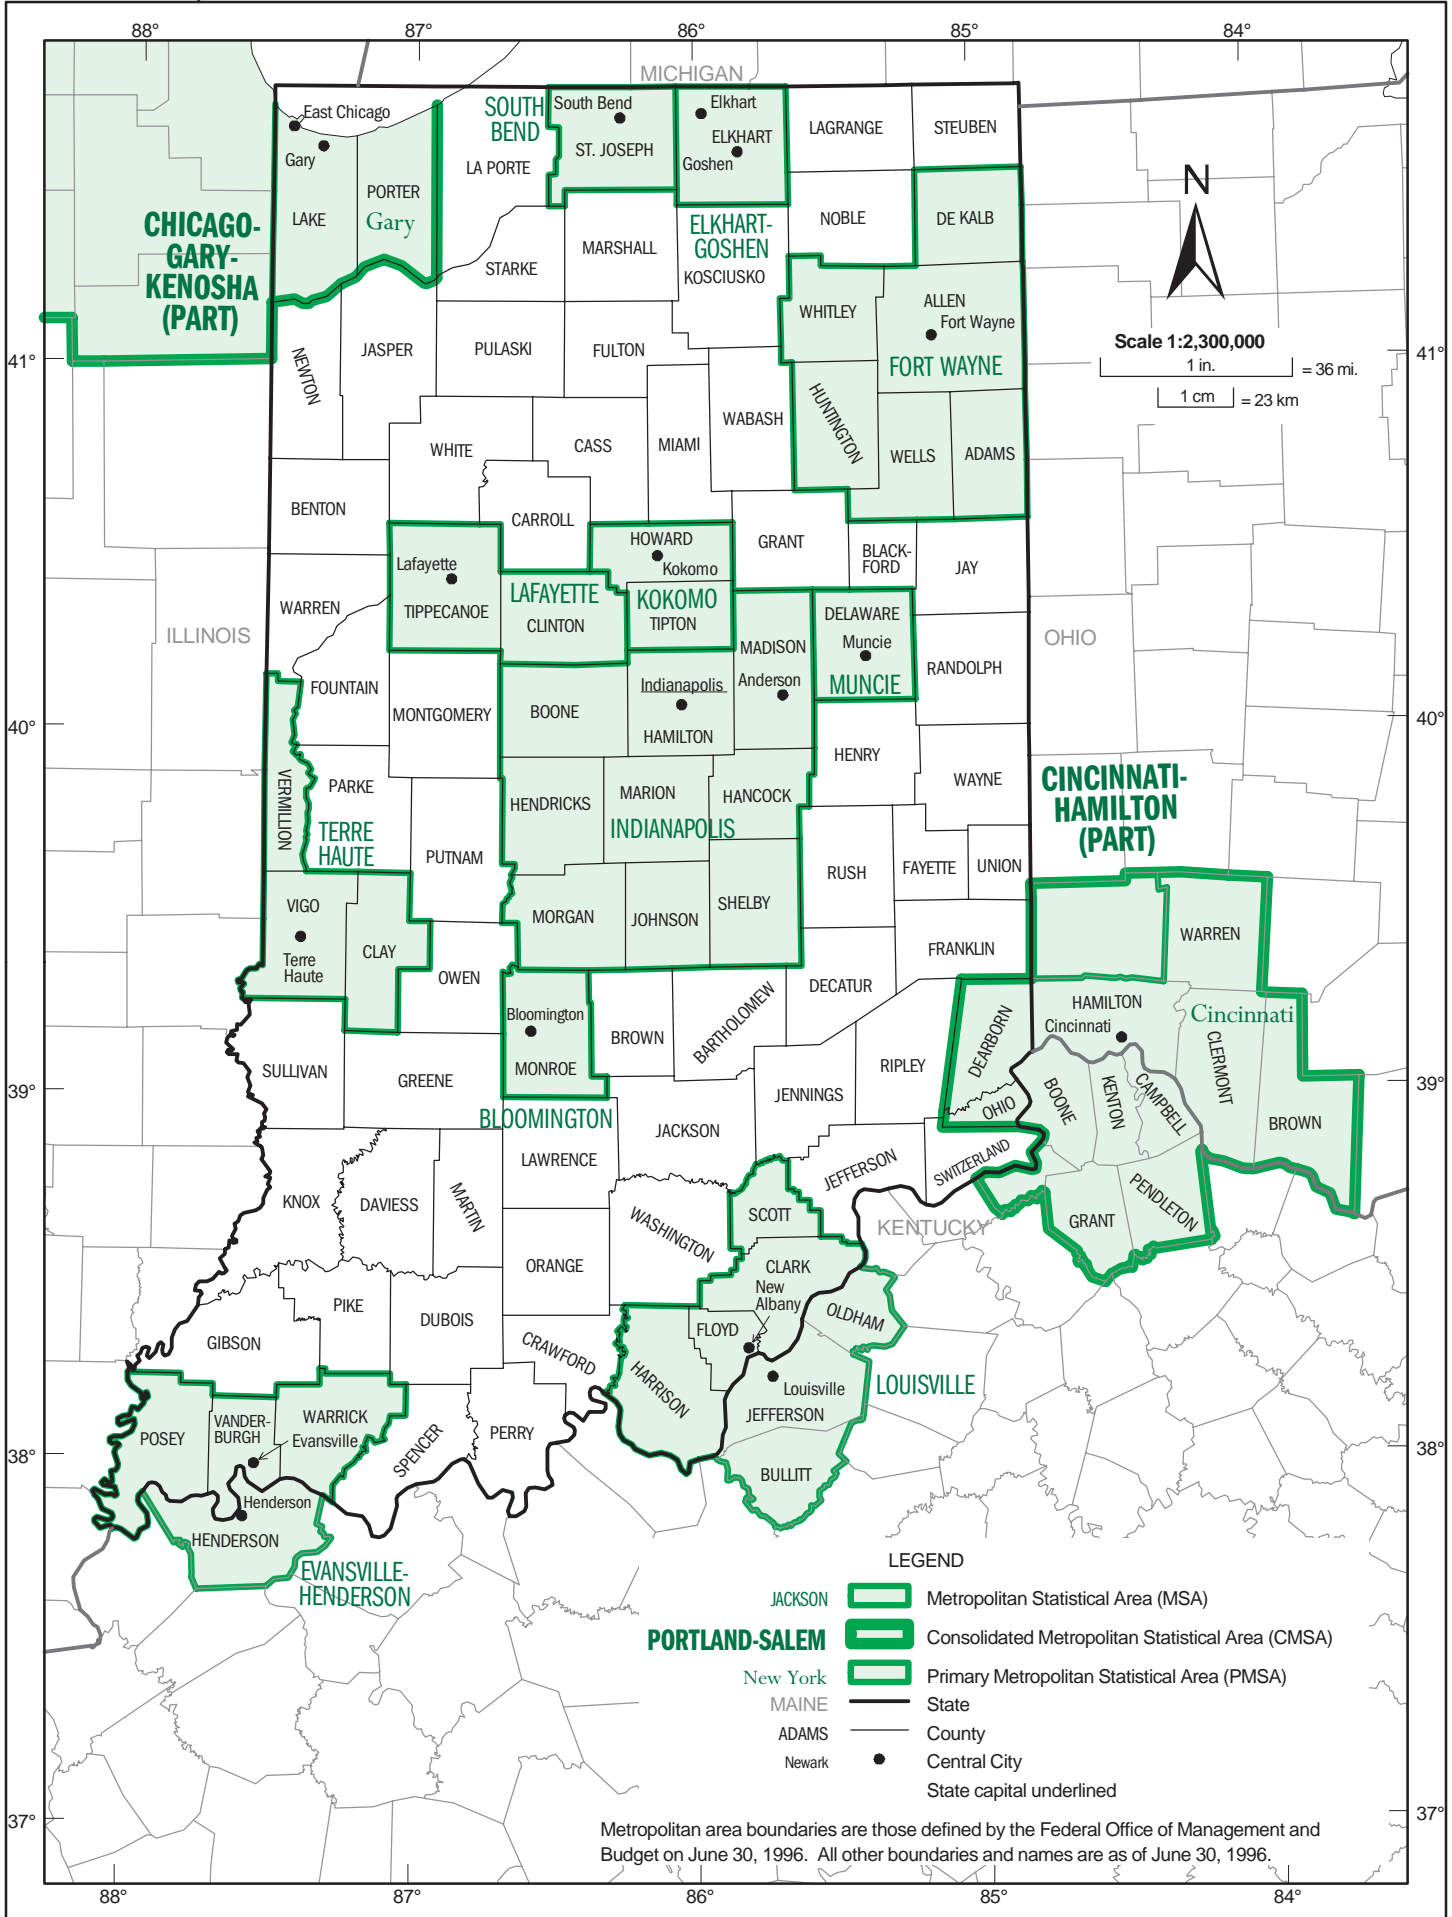 88°
87°
86°
85°
84°
MICHIGAN
East Chicago
Gary
LAKE
PORTER
Gary
LA PORTE
SOUTH
BEND
South Bend
ST. JOSEPH
Elkhart
ELKHART
Goshen
LAGRANGE
STEUBEN
CHICAGO-
GARY-
KENOSHA
(PART)
STARKE
MARSHALL
ELKHART-
GOSHEN
KOSCIUSKO
NOBLE
DE KALB
N
WHITLEY
ALLEN
Fort Wayne
FORT WAYNE
Scale 1:2,300,000
1 in.
= 36 mi.
1 cm
= 23 km
41°
41°
NEWTON
JASPER
PULASKI
FULTON
HUNTINGTON
WABASH
WHITE
CASS
MIAMI
WELLS
ADAMS
BENTON
CARROLL
HOWARD
Kokomo
GRANT
BLACK-
FORD
JAY
Lafayette
TIPPECANOE
LAFAYETTE
CLINTON
KOKOMO
TIPTON
WARREN
ILLINOIS
OHIO
MADISON
Anderson
DELAWARE
Muncie
MUNCIE
RANDOLPH
FOUNTAIN
MONTGOMERY
BOONE
Indianapolis
HAMILTON
40°
40°
HENRY
WAYNE
VERMILLION
PARKE
HENDRICKS
MARION
HANCOCK
INDIANAPOLIS
CINCINNATI-
HAMILTON
(PART)
TERRE
HAUTE
PUTNAM
RUSH
FAYETTE
UNION
VIGO
Terre
Haute
CLAY
MORGAN
JOHNSON
SHELBY
WARREN
OWEN
FRANKLIN
DECATUR
Bloomington
MONROE
BLOOMINGTON
BROWN
BARTHOLOMEW
HAMILTON
Cincinnati
Cincinnati
DEARBORN
CLERMONT
SULLIVAN
GREENE
JENNINGS
RIPLEY
OHIO
BOONE
KENTON
CAMPBELL
BROWN
39°
39°
JACKSON
LAWRENCE
JEFFERSON
SWITZERLAND
KNOX
DAVIESS
MARTIN
WASHINGTON
SCOTT
KENTUCKY
GRANT
PENDLETON
ORANGE
CLARK
New
Albany
GIBSON
PIKE
DUBOIS
CRAWFORD
FLOYD
OLDHAM
HARRISON
Louisville
JEFFERSON
LOUISVILLE
POSEY
VANDER-
BURGH
WARRICK
Evansville
SPENCER
PERRY
BULLITT
38°
38°
Henderson
HENDERSON
EVANSVILLE-
HENDERSON
LEGEND
JACKSON
Metropolitan Statistical Area (MSA)
PORTLAND-SALEM
Consolidated Metropolitan Statistical Area (CMSA)
New York
Primary Metropolitan Statistical Area (PMSA)
MAINE
State
ADAMS
County
Newark
Central City
State capital underlined
37°
37°
Metropolitan area boundaries are those defined by the Federal Office of Management and
Budget on June 30, 1996. All other boundaries and names are as of June 30, 1996.
88°
87°
86°
85°
84°